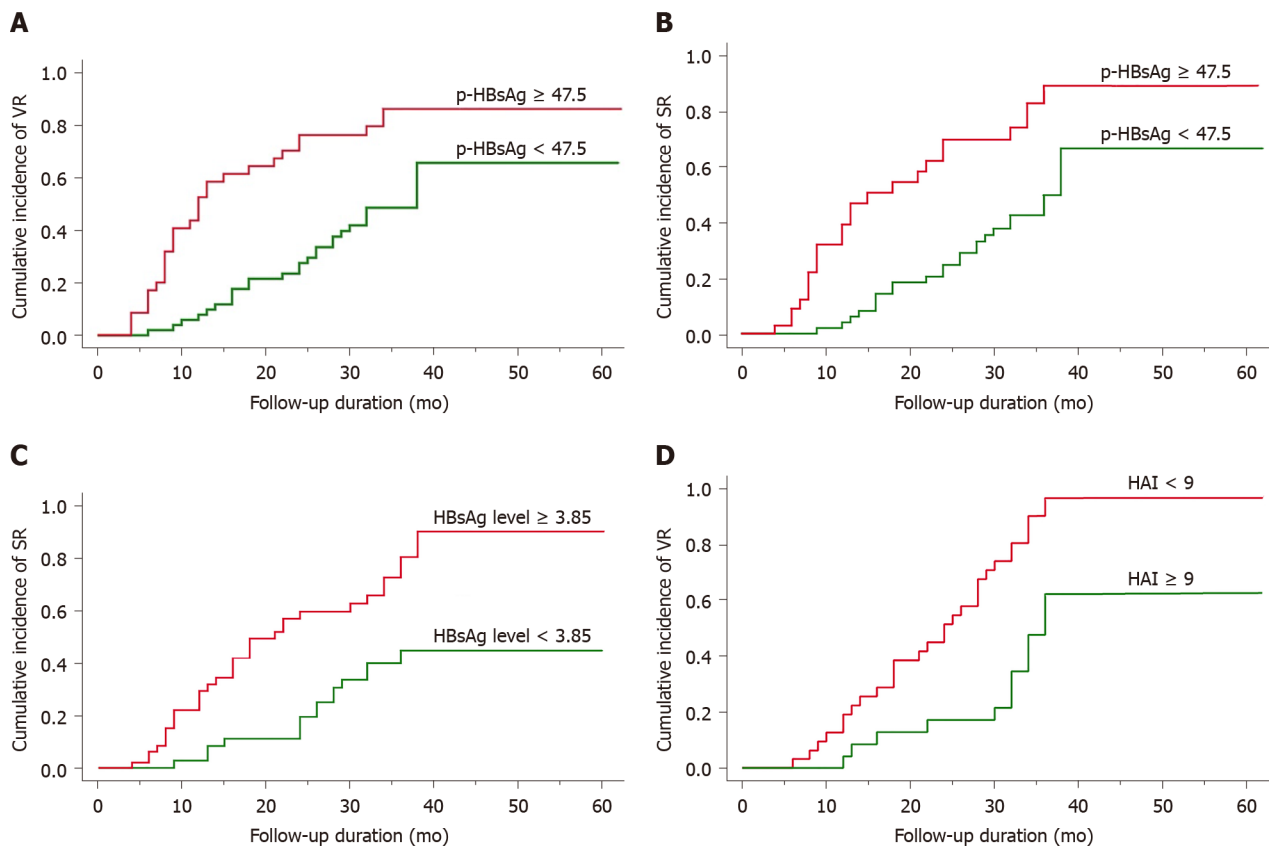 A
Cumulative incidence of VR
1.0
0.8
0.6
0.4
0.2
0.0
p-HBsAg ≥ 47.5
p-HBsAg < 47.5
0 10 20 30 40 50 60
Follow-up duration (mo)
B
Cumulative incidence of SR
1.0
0.8
0.6
0.4
0.2
0.0
p-HBsAg ≥ 47.5
p-HBsAg < 47.5
0 10 20 30 40 50 60
Follow-up duration (mo)
C
Cumulative incidence of SR
1.0
0.8
0.6
0.4
0.2
0.0
HBsAg level ≥ 3.85
HBsAg level < 3.85
0 10 20 30 40 50 60
Follow-up duration (mo)
D
Cumulative incidence of VR
1.0
0.8
0.6
0.4
0.2
0.0
HAI < 9
HAI ≥ 9
0 10 20 30 40 50 60
Follow-up duration (mo)